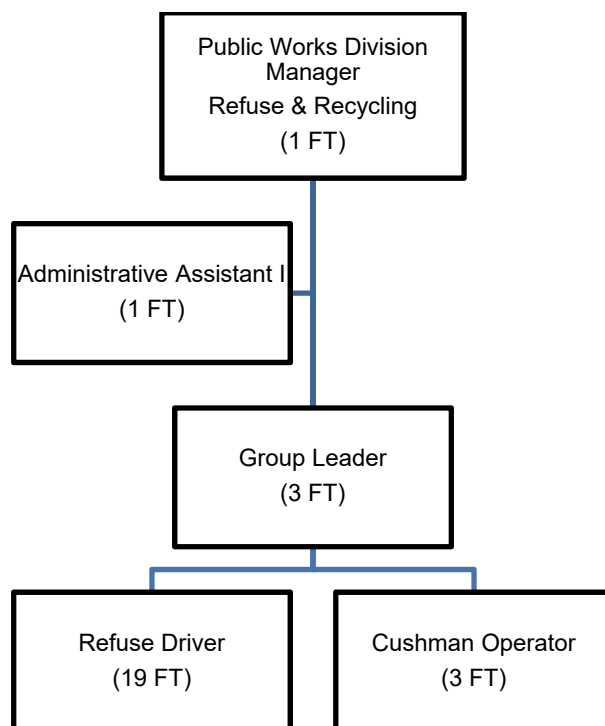 Public Works Division
Manager
Refuse & Recycling
(1 FT)
Administrative Assistant I
(1 FT)
Group Leader
(3 FT)
Refuse Driver
(19 FT)
Cushman Operator
(3 FT)